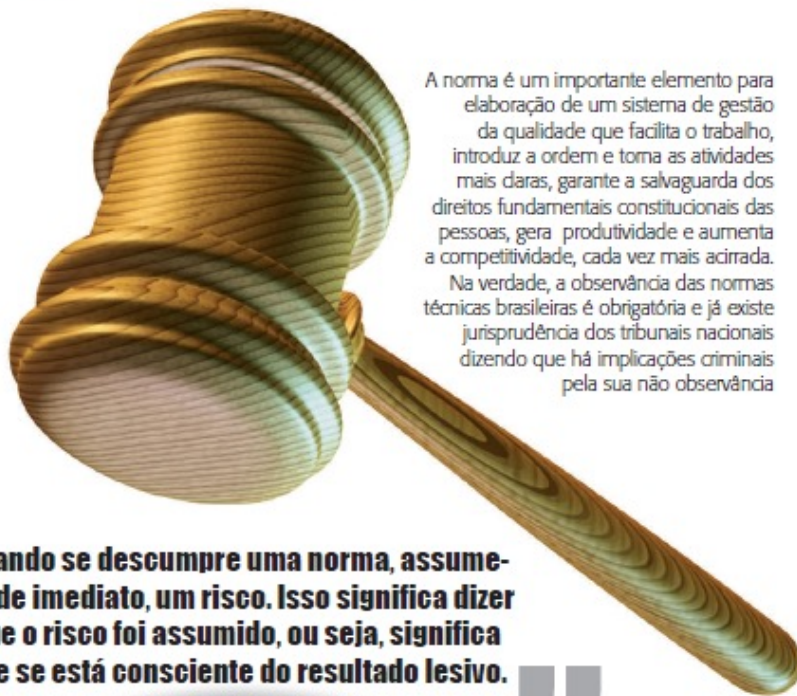 A norma é um importante elemento para
elaboração de um sistema de gestão
da qualidade que facilita o trabalho,
introduz a ordem e torna as atividades
mais claras, garante a salvaguarda dos
direitos fundamentais constitucionais das
pessoas, gera produtividade e aumenta
a competitividade, cada vez mais acirrada.
Na verdade, a observância das normas
técnicas brasileiras é obrigatória e já existe
jurisprudência dos tribunais nacionais
dizendo que há implicações criminais
pela sua não observância
ando se descumpre uma norma, assume-
de imediato, um risco. Isso significa dizer
e o risco foi assumido, ou seja, significa
e se está consciente do resultado lesivo.